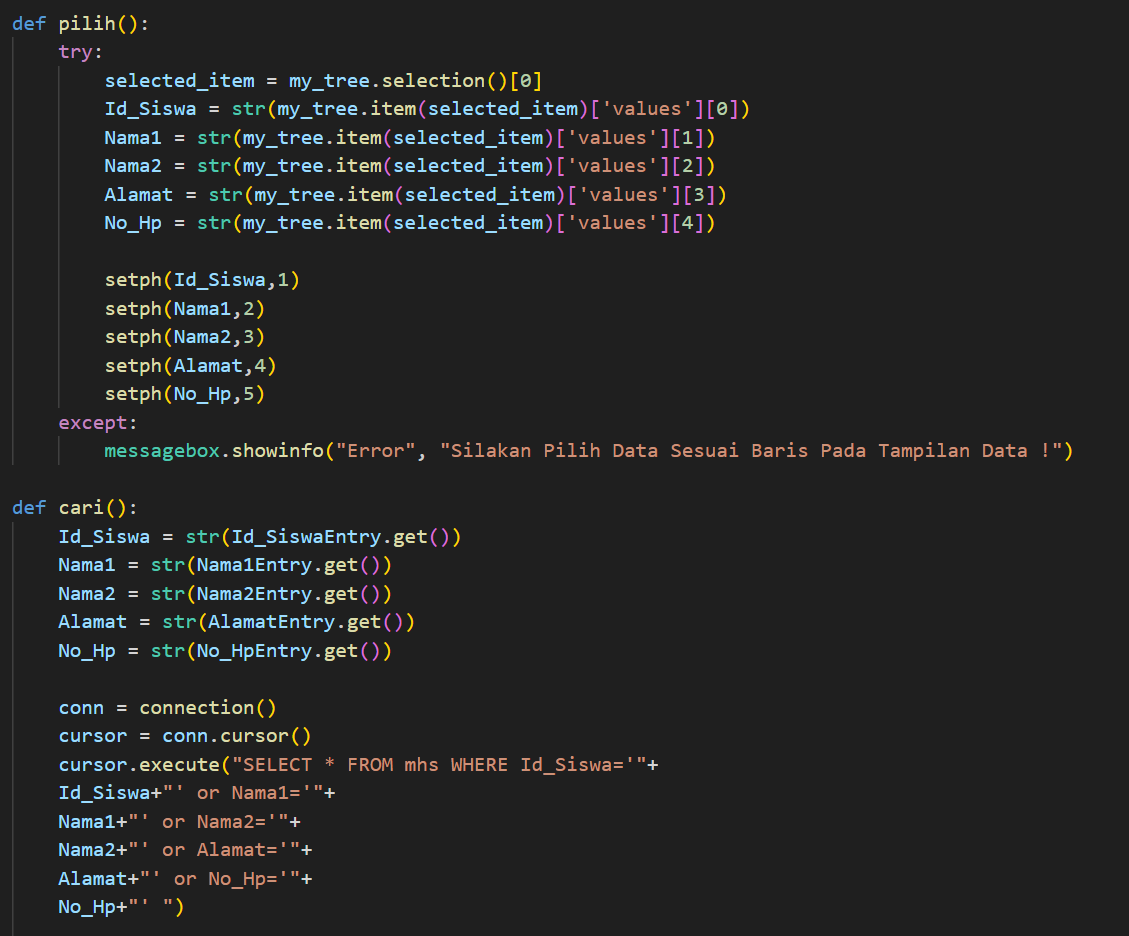 def pilih():
    try:
        selected_item = my_tree.selection()[0]
        Id_Siswa = str(my_tree.item(selected_item)['values'][0])
        Nama1 = str(my_tree.item(selected_item)['values'][1])
        Nama2 = str(my_tree.item(selected_item)['values'][2])
        Alamat = str(my_tree.item(selected_item)['values'][3])
        No_Hp = str(my_tree.item(selected_item)['values'][4])

        setph(Id_Siswa,1)
        setph(Nama1,2)
        setph(Nama2,3)
        setph(Alamat,4)
        setph(No_Hp,5)
    except:
        messagebox.showinfo("Error", "Silakan Pilih Data Sesuai Baris Pada Tampilan Data !")

def cari():
    Id_Siswa = str(Id_SiswaEntry.get())
    Nama1 = str(Nama1Entry.get())
    Nama2 = str(Nama2Entry.get())
    Alamat = str(AlamatEntry.get())
    No_Hp = str(No_HpEntry.get())

    conn = connection()
    cursor = conn.cursor()
    cursor.execute("SELECT * FROM mhs WHERE Id_Siswa='"+
    Id_Siswa+"' or Nama1='"+
    Nama1+"' or Nama2='"+
    Nama2+"' or Alamat='"+
    Alamat+"' or No_Hp='"+
    No_Hp+"' ")